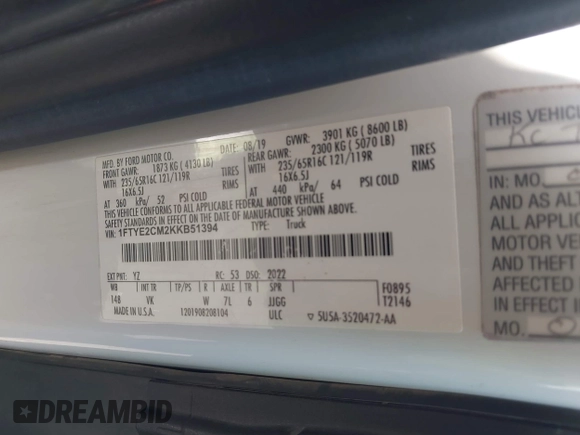 MFD. BY FORD MOTOR CO.
DATE: 08/19
GVWR: 3901 KG ( 8600 LB)
FRONT GAWR: 1873 KG ( 4130 LB)
REAR GAWR: 2300 KG ( 5070 LB)
WITH 235/65R16C 121/119R TIRES
WITH 235/65R16C 121/119R TIRES
16X6.5J RIMS
16X6.5J RIMS
AT 360 kPa/ 52 PSI COLD
AT 440 kPa/ 64 PSI COLD
THIS VEHICLE CONFORMS TO ALL APPLICABLE FEDERAL MOTOR VEHICLE
SAFETY STANDARDS IN EFFECT ON THE DATE OF MANUFACTURE SHOWN ABOVE.
VIN: 1FTYE2CM2KKB51394
TYPE: Truck
EXT PNT: YZ RC: 53 DSO: 2022
WB INT TR TP/PS R AXLE TR SPR F0895
148 VK W 7L 6 JJGG T2146
MADE IN U.S.A. 1201908208104 ULC ▽ 5U5A-3520472-AA
THIS VEHICL
KC
IN: MO.
AND AS ALT
ALL APPLIC
MOTOR VEH
AND THEFT
AFFECTED
IN EFFECT I
MO.
DREAMBID